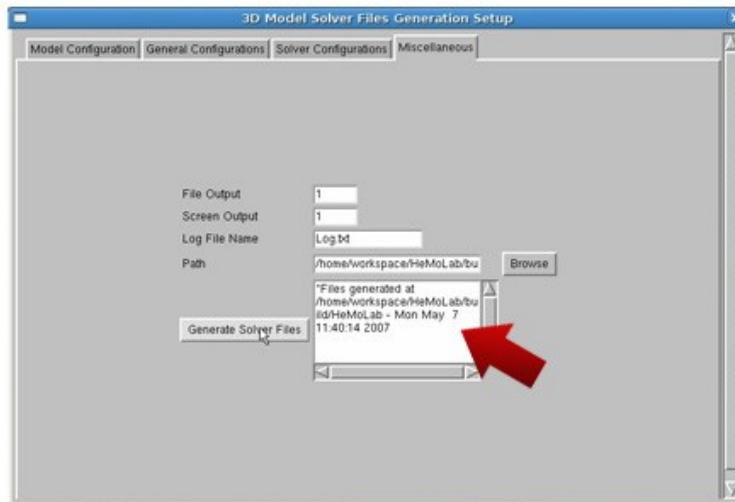 3D Model Solver Files Generation Setup
Model Configuration General Configurations Solver Configurations Miscellaneous
File Output 1
Screen Output 1
Log File Name Log.txt
Path /home/workspace/HeMoLab/bu Browse
"Files generated at
/home/workspace/HeMoLab/bu
ild/HeMoLab - Mon May 7
11:40:14 2007
Generate Solver Files